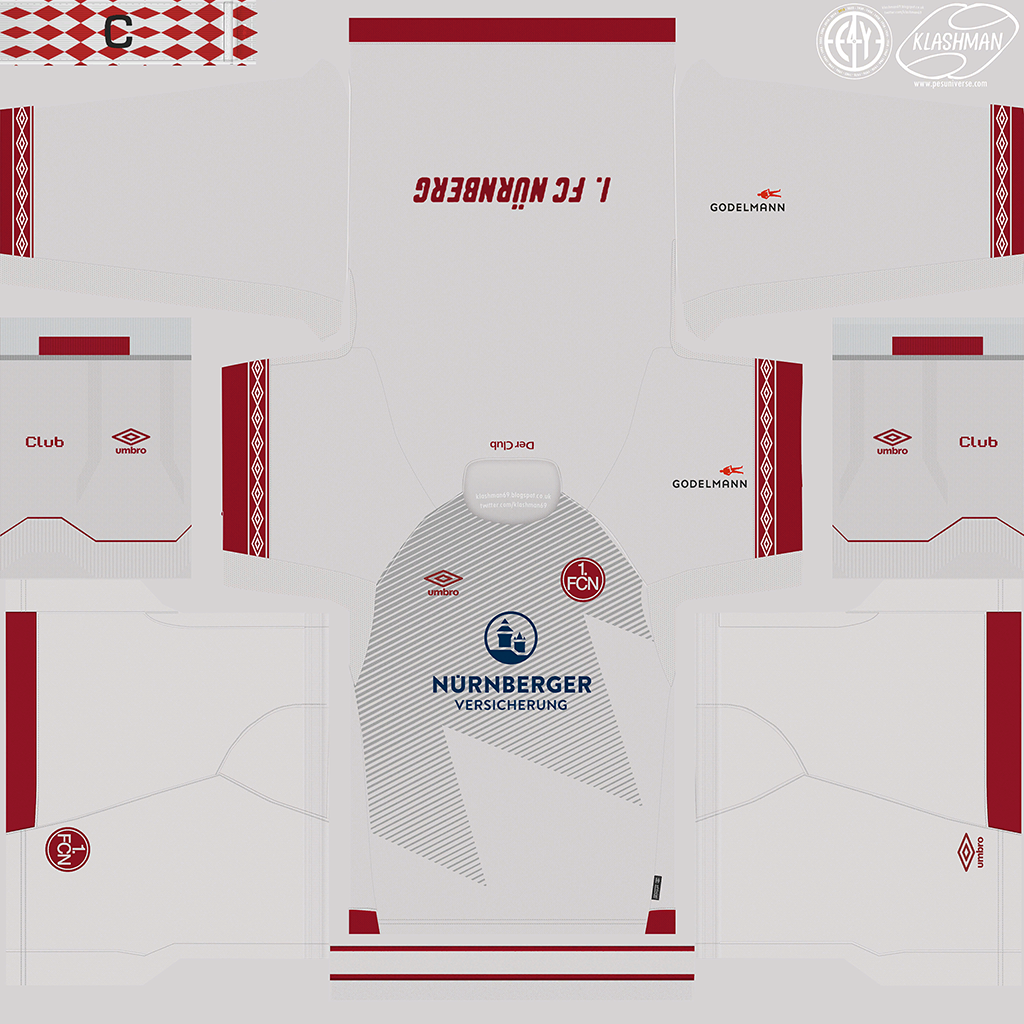 C
KLASHMAN
www.pesuniverse.com
1. FC NÜRNBERG
GODELMANN
Club
umbro
umbro
Club
Der Club
GODELMANN
klashman69.blogspot.co.uk
twitter.com/klashman69
umbro
1.
FCN
NÜRNBERGER
VERSICHERUNG
1.
FCN
umbro